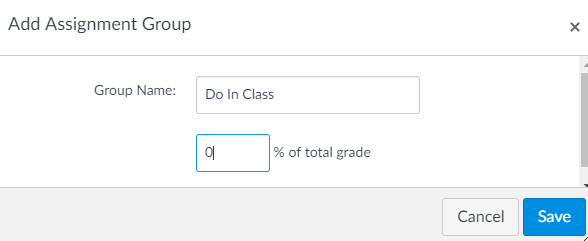 Add Assignment Group ×
Group Name: Do In Class
0 % of total grade
Cancel Save